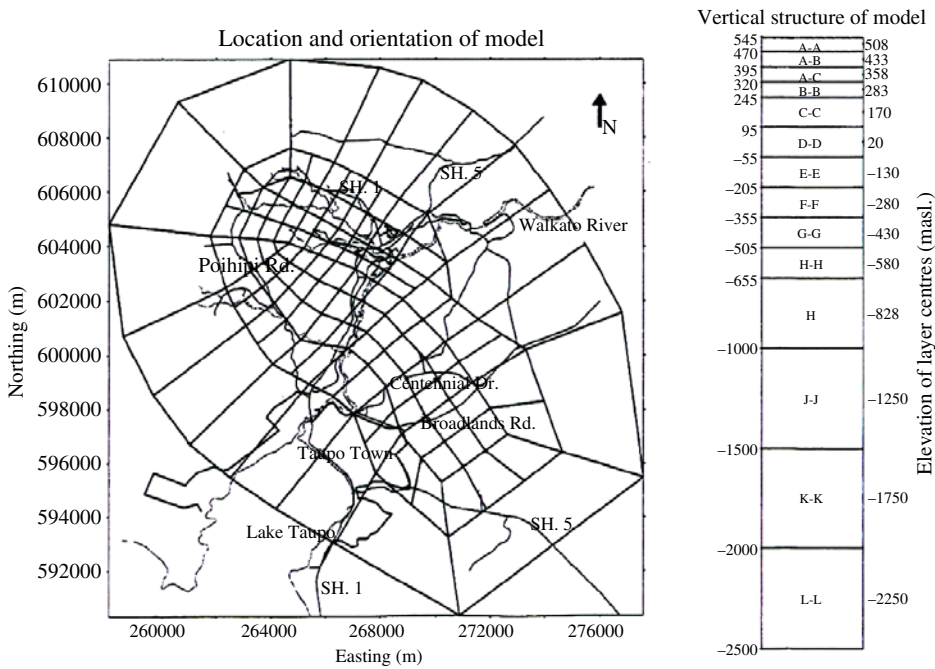 Location and orientation of model
Northing (m)
610000
608000
606000
604000
602000
600000
598000
596000
594000
592000
260000 264000 268000 272000 276000
Easting (m)
N
SH. 1
SH. 5
Walkato River
Poihipi Rd.
Centennial Dr.
Broadlands Rd.
Taupo Town
Lake Taupo
SH. 5
SH. 1
Vertical structure of model
545
A-A 508
470
A-B 433
395
A-C 358
320
B-B 283
245
C-C 170
95
D-D 20
−55
E-E −130
−205
F-F −280
−355
G-G −430
−505
H-H −580
−655
H −828
−1000
J-J −1250
−1500
K-K −1750
−2000
L-L −2250
−2500
Elevation of layer centres (masl.)